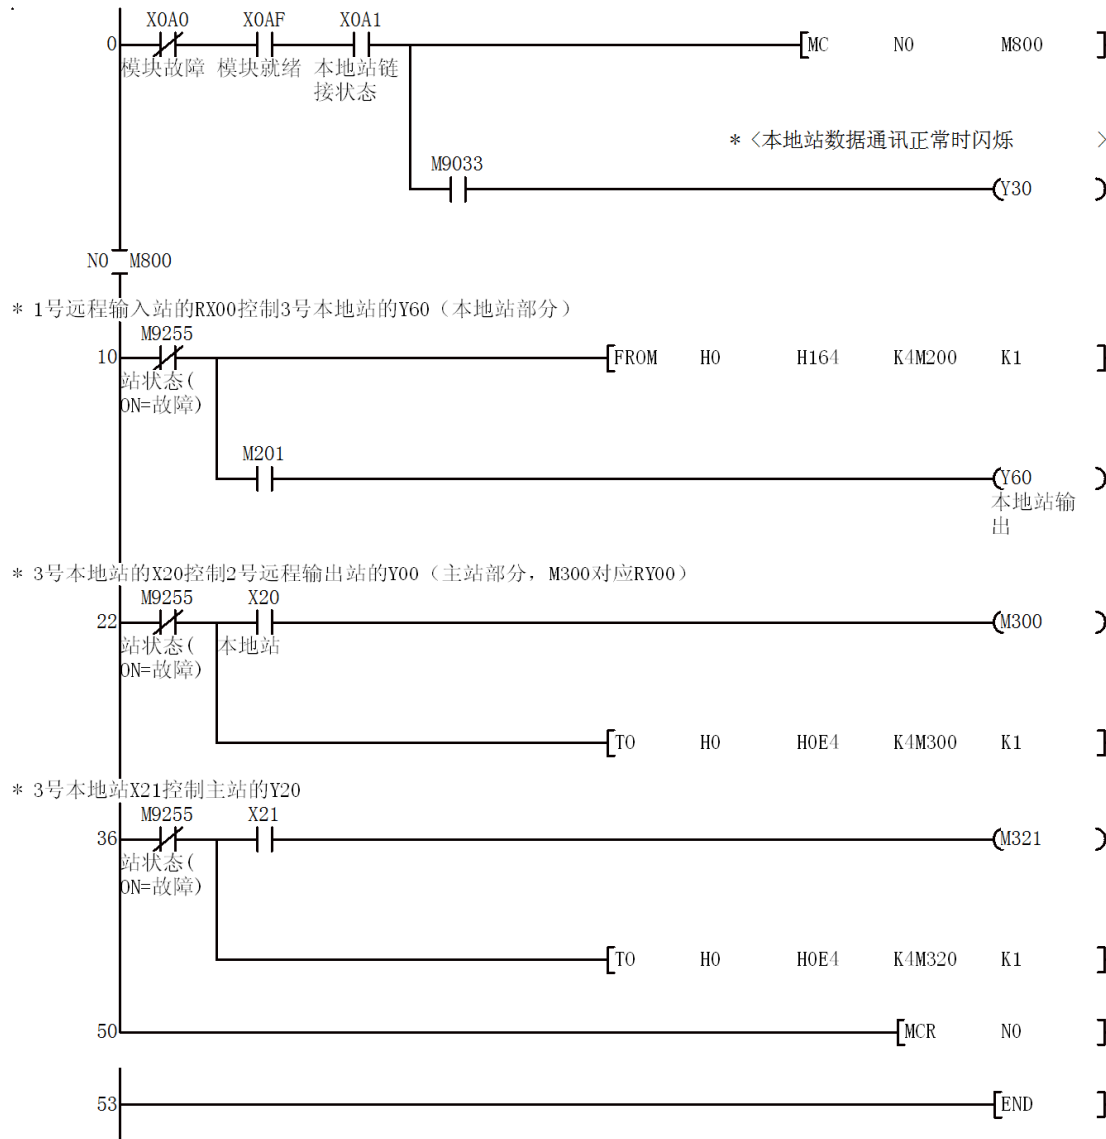 X0A0 X0AF X0A1
0 MC N0 M800
模块故障 模块就绪 本地站链
接状态
* <本地站数据通讯正常时闪烁 >
M9033
Y30
N0 M800
* 1号远程输入站的RX00控制3号本地站的Y60（本地站部分）
M9255
10 FROM H0 H164 K4M200 K1
站状态(
ON=故障)
M201
Y60
本地站输
出
* 3号本地站的X20控制2号远程输出站的Y00（主站部分，M300对应RY00）
M9255 X20
22 M300
站状态( 本地站
ON=故障)
TO H0 H0E4 K4M300 K1
* 3号本地站X21控制主站的Y20
M9255 X21
36 M321
站状态(
ON=故障)
TO H0 H0E4 K4M320 K1
50 MCR N0
53 END